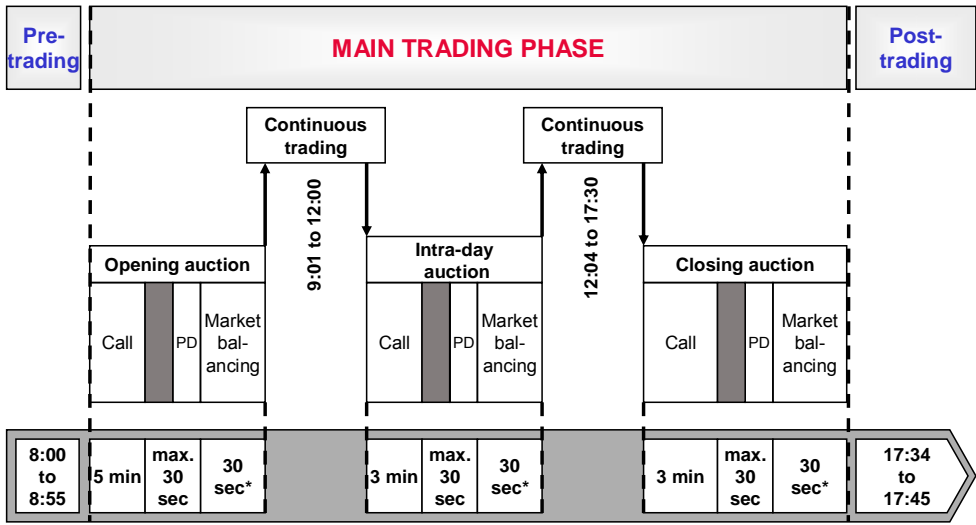 Pre-
trading
MAIN TRADING PHASE
Post-
trading
Continuous
trading
Continuous
trading
9:01 to 12:00
12:04 to 17:30
Opening auction
Intra-day
auction
Closing auction
Call
PD
Market
bal-
ancing
Call
PD
Market
bal-
ancing
Call
PD
Market
bal-
ancing
8:00
to
8:55
5 min
max.
30
sec
30
sec*
3 min
max.
30
sec
30
sec*
3 min
max.
30
sec
30
sec*
17:34
to
17:45